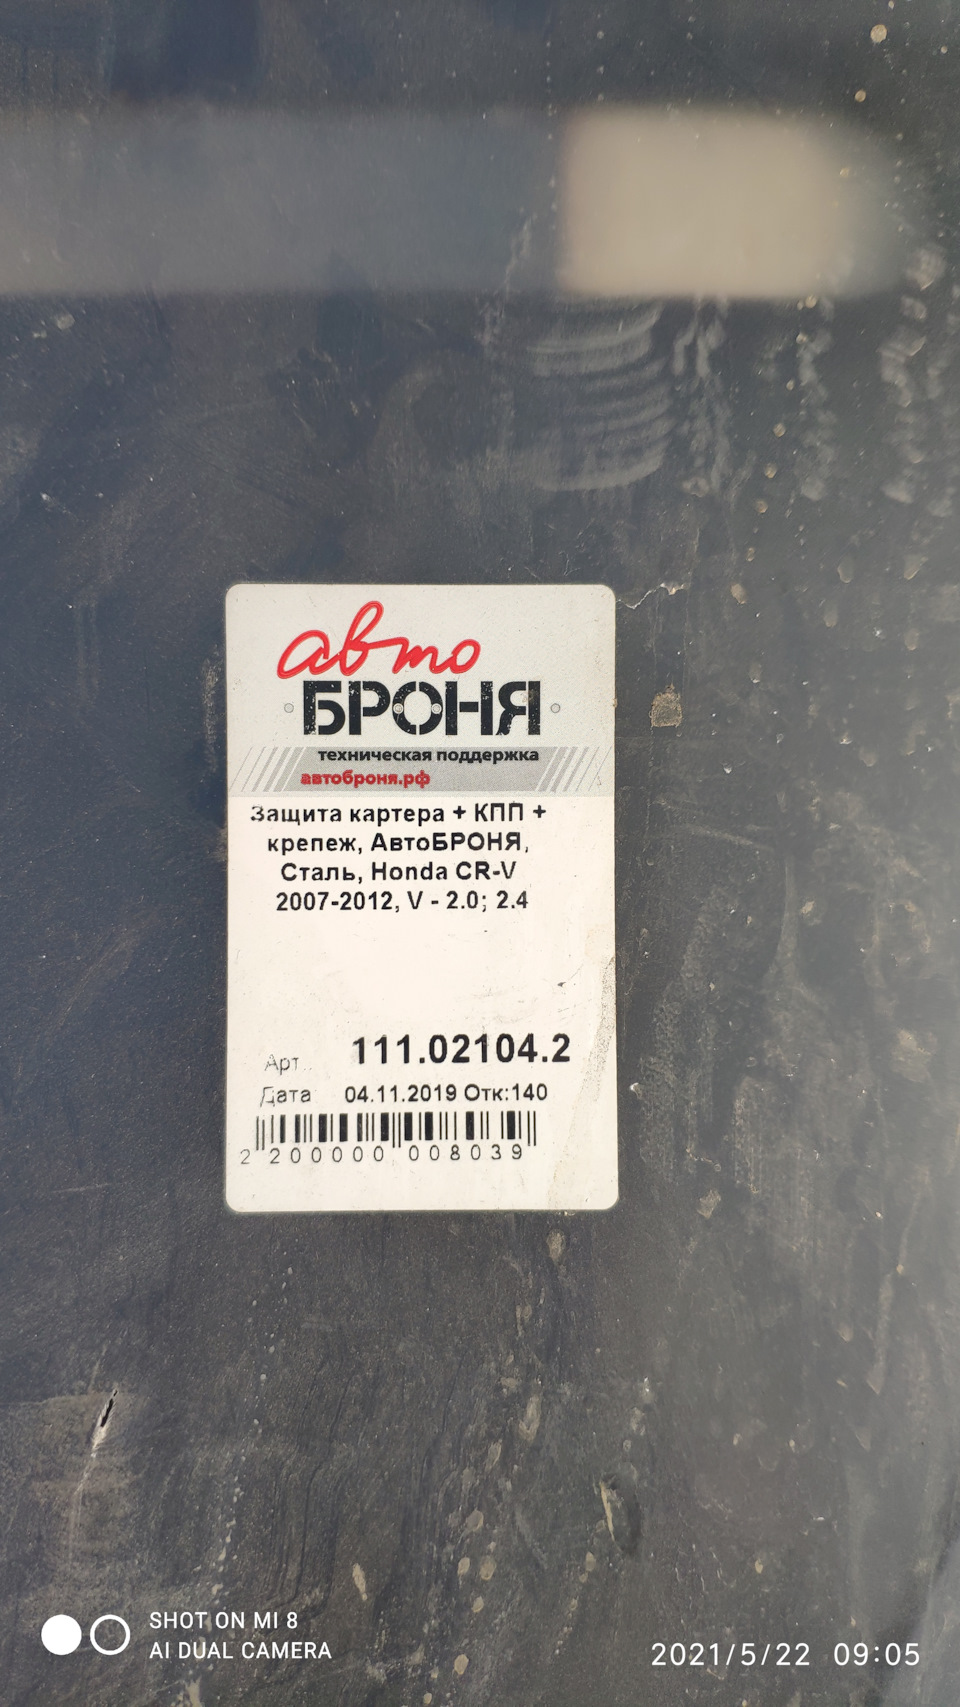 авто
БРОНЯ
техническая поддержка
автоброня.рф
Защита картера + КПП +
крепеж, АвтоБРОНЯ,
Сталь, Honda CR-V
2007-2012, V - 2.0; 2.4
Арт.. 111.02104.2
Дата 04.11.2019 Отк:140
2 200000 008039
SHOT ON MI 8
AI DUAL CAMERA
2021/5/22 09:05